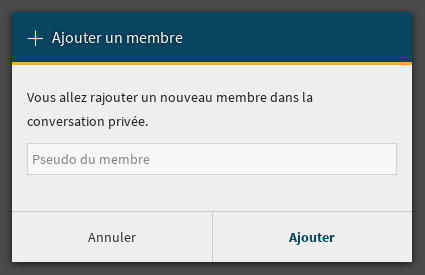 Ajouter un membre
Vous allez rajouter un nouveau membre dans la
conversation privée.
Pseudo du membre
Annuler
Ajouter